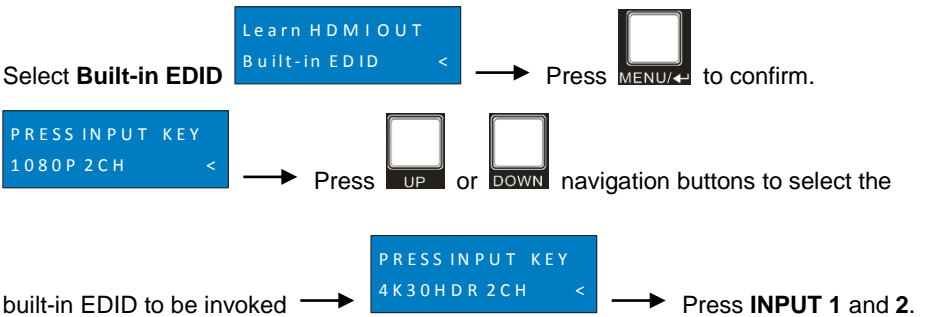 Select Built-in EDID
Learn HDMI OUT
Built-in EDID <
Press MENU/↵ to confirm.
PRESS INPUT KEY
1080P 2CH <
Press UP or DOWN navigation buttons to select the
built-in EDID to be invoked
PRESS INPUT KEY
4K30HDR 2CH <
Press INPUT 1 and 2.